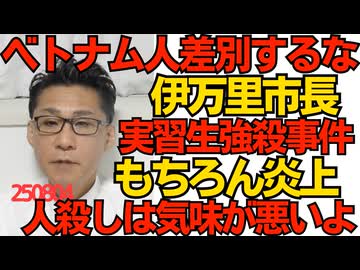 ベトナム人差別するな
伊万里市長
実習生強殺事件
もちろん炎上
250804
人殺しは気味が悪いよ